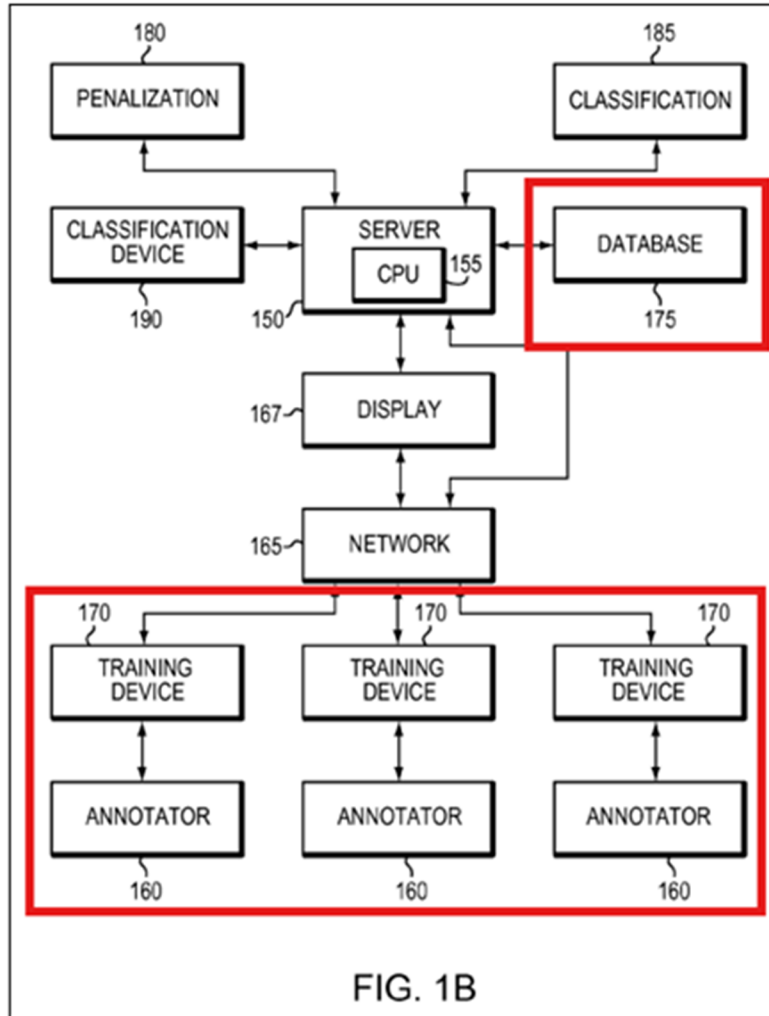 180
185
PENALIZATION
CLASSIFICATION
CLASSIFICATION
DEVICE
190
SERVER
CPU
155
150
DATABASE
175
167
DISPLAY
165
NETWORK
170
170
170
TRAINING
DEVICE
TRAINING
DEVICE
TRAINING
DEVICE
ANNOTATOR
ANNOTATOR
ANNOTATOR
160
160
160
FIG. 1B